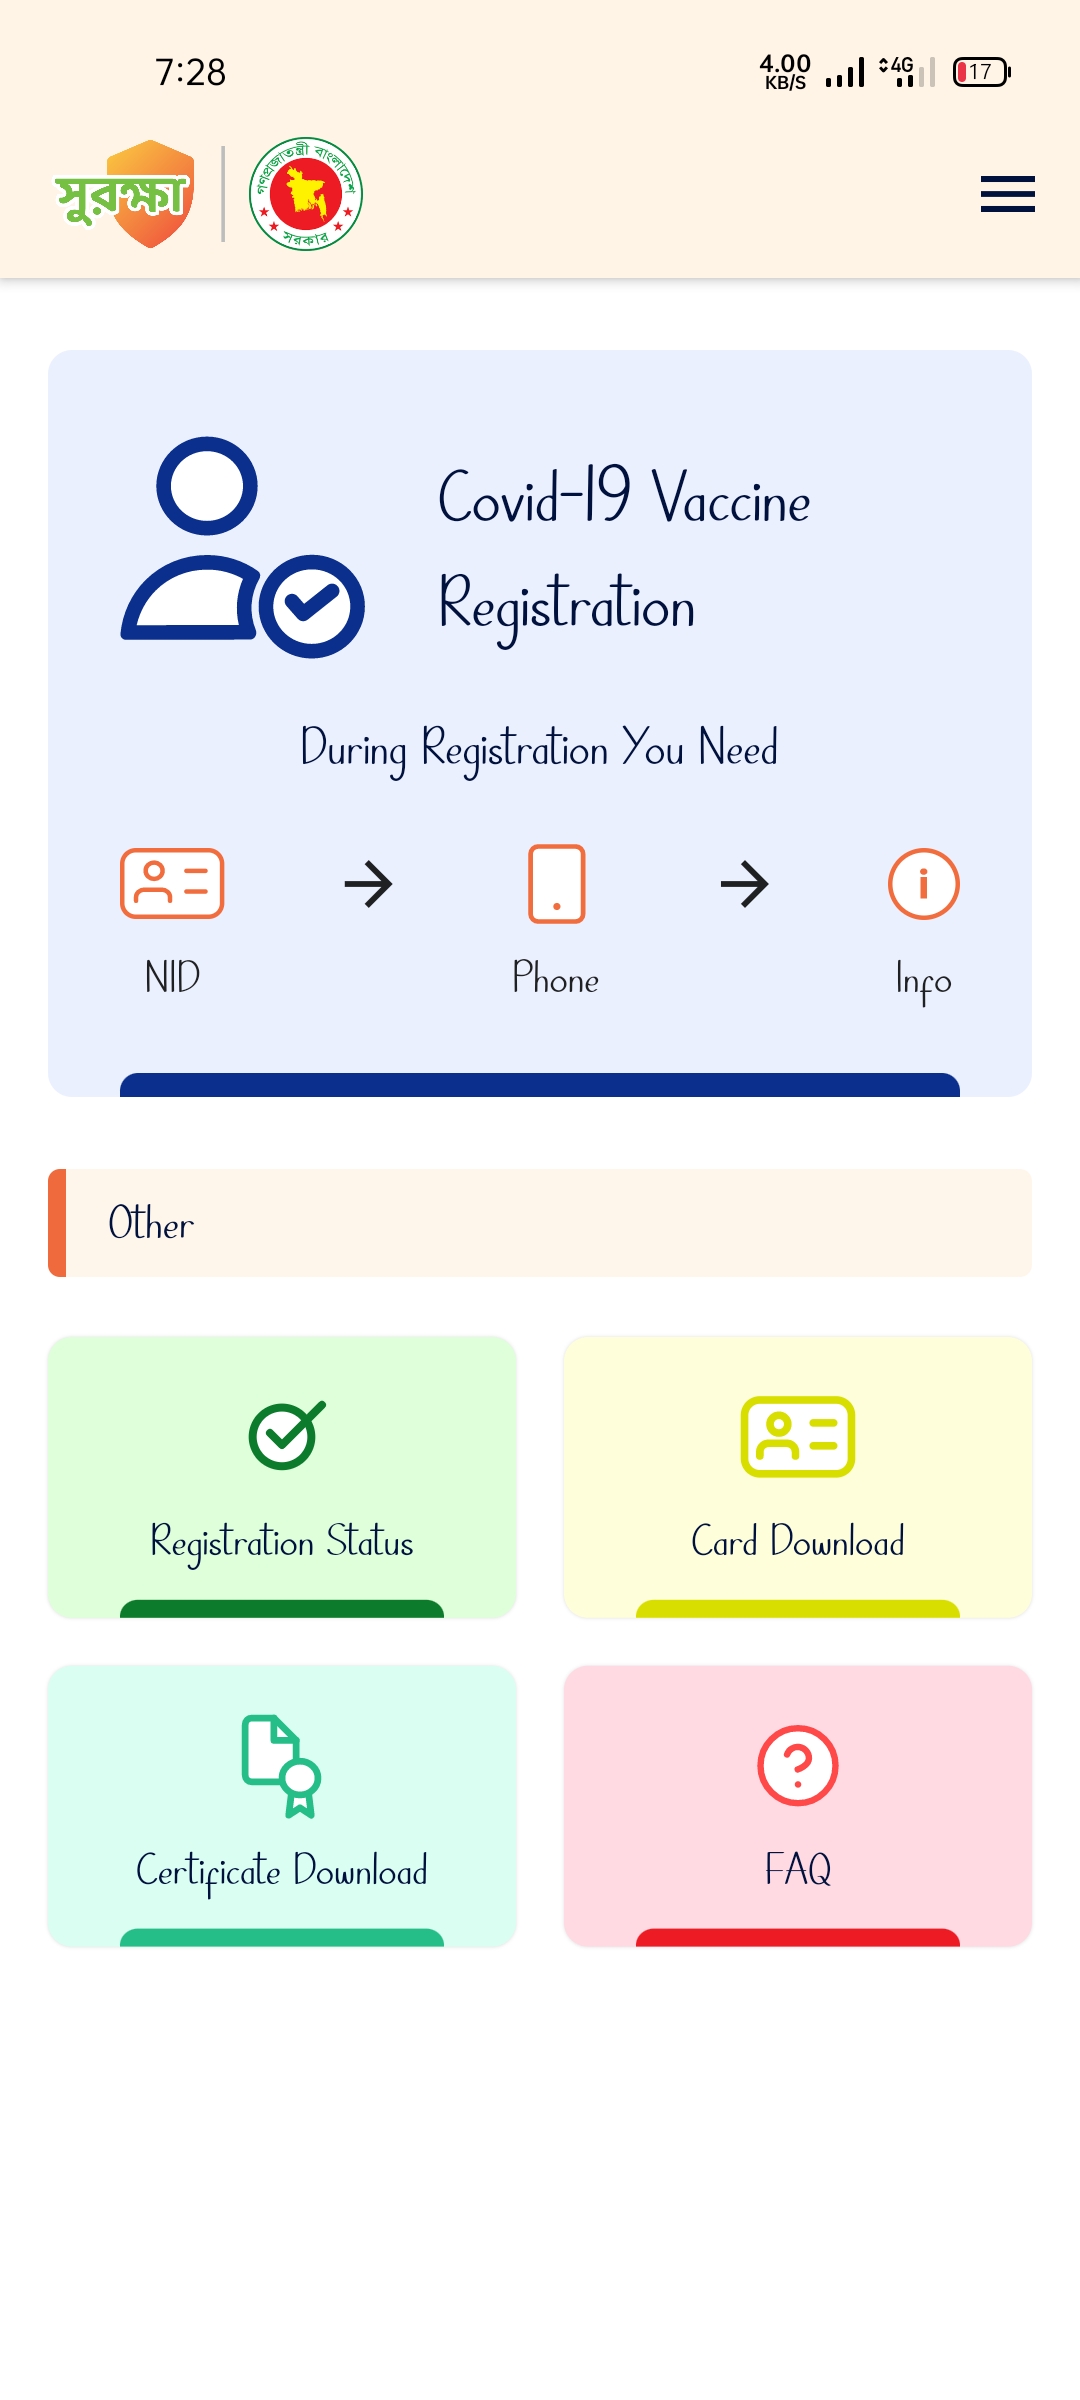 7:28
4.00
KB/S
4G
17
সুরক্ষা
গণপ্রজাতন্ত্রী বাংলাদেশ
সরকার
Covid-19 Vaccine
Registration
During Registration You Need
NID
Phone
Info
Other
Registration Status
Card Download
Certificate Download
FAQ